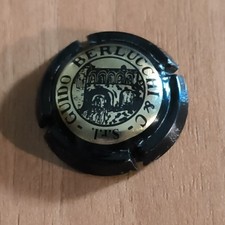 GUIDO BERLUCCHI & C.
S.r.l.